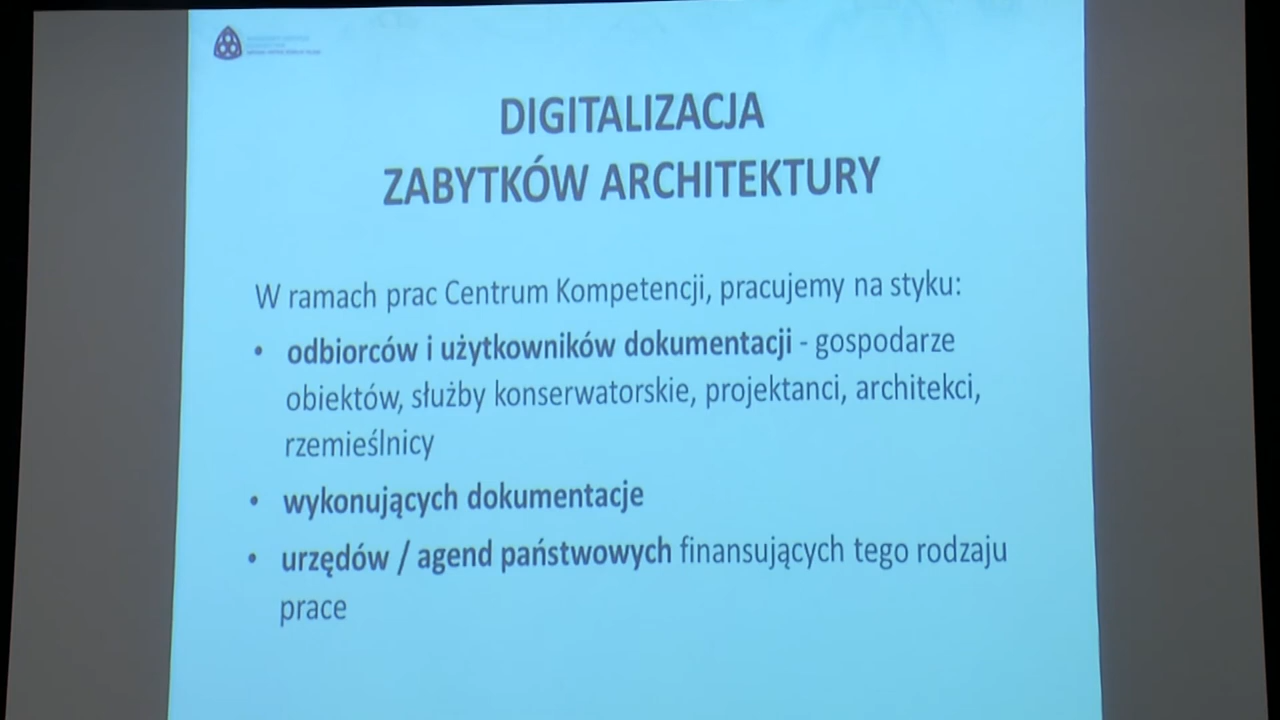 DIGITALIZACJA
ZABYTKÓW ARCHITEKTURY
W ramach prac Centrum Kompetencji, pracujemy na styku:
• odbiorców i użytkowników dokumentacji - gospodarze
obiektów, służby konserwatorskie, projektanci, architekci,
rzemieślnicy
• wykonujących dokumentacje
• urzędów / agend państwowych finansujących tego rodzaju
prace